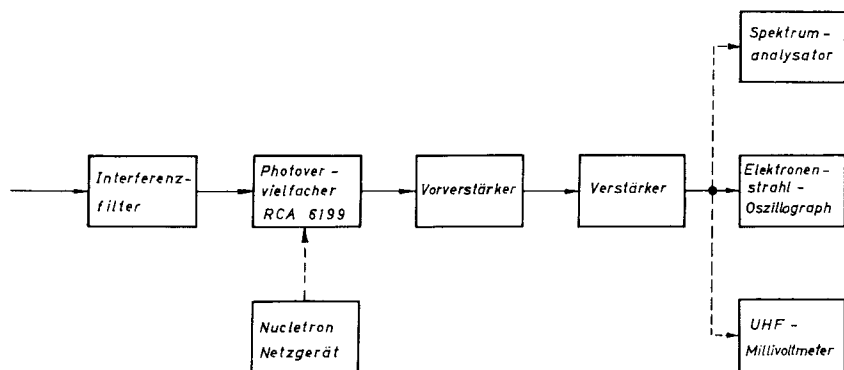 Spektrum-
analysator
Interferenz-
filter
Photover-
vielfacher
RCA 6199
Vorverstärker
Verstärker
Elektronen-
strahl-
Oszillograph
Nucletron
Netzgerät
UHF-
Millivoltmeter